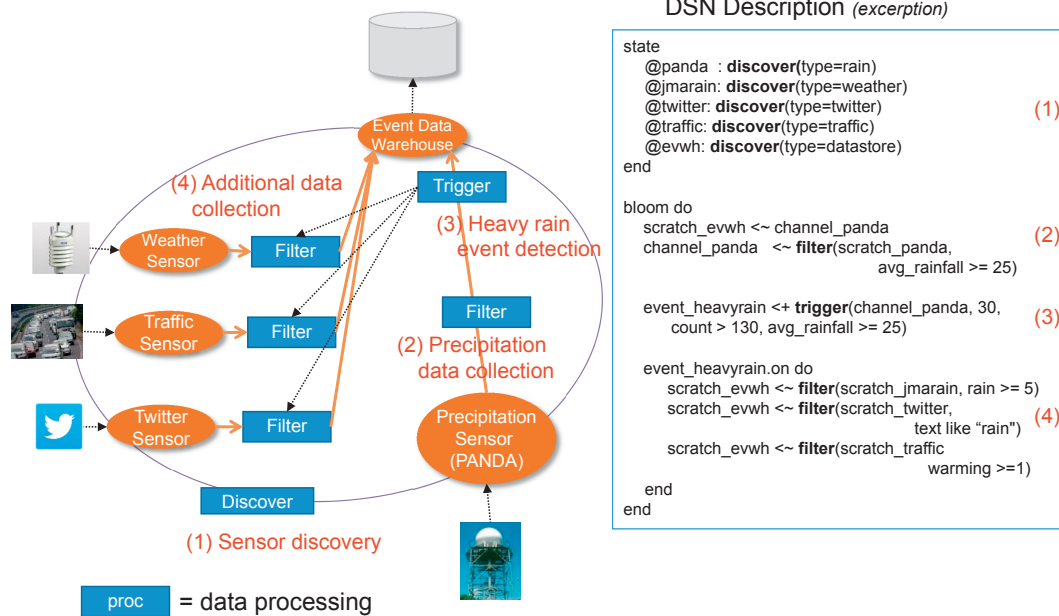 DSN Description (excerption)
Event Data
Warehouse
Trigger
(4) Additional data
collection
(3) Heavy rain
event detection
Weather
Sensor
Filter
Traffic
Sensor
Filter
Filter
(2) Precipitation
data collection
Twitter
Sensor
Filter
Precipitation
Sensor
(PANDA)
Discover
(1) Sensor discovery
proc = data processing
state
@panda : discover(type=rain)
@jmarain: discover(type=weather)
@twitter: discover(type=twitter)
@traffic: discover(type=traffic)
@evwh: discover(type=datastore)
end
(1)
bloom do
scratch_evwh <~ channel_panda
channel_panda <~ filter(scratch_panda,
avg_rainfall >= 25)
(2)
event_heavyrain <+ trigger(channel_panda, 30,
count > 130, avg_rainfall >= 25)
(3)
event_heavyrain.on do
scratch_evwh <~ filter(scratch_jmarain, rain >= 5)
scratch_evwh <~ filter(scratch_twitter,
text like “rain")
scratch_evwh <~ filter(scratch_traffic
warming >=1)
(4)
end
end